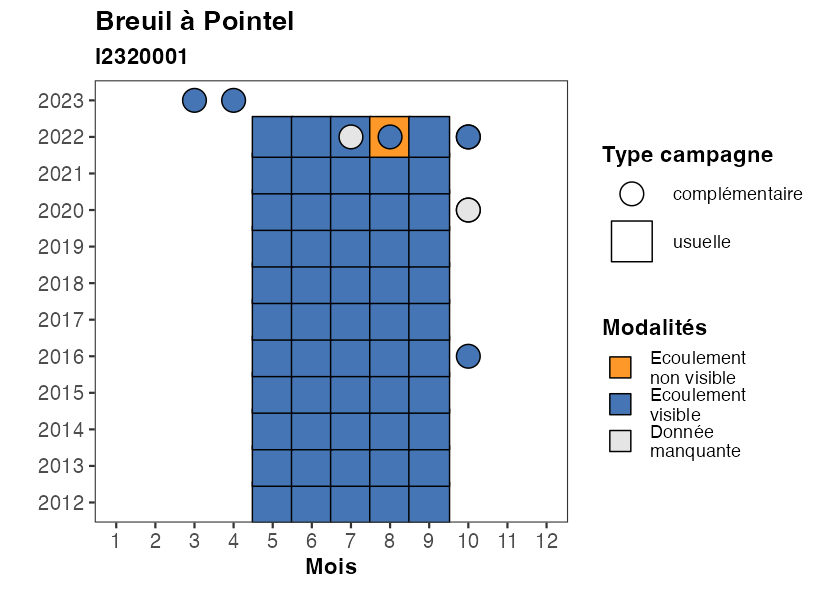 Breuil à Pointel
I2320001
2023
2022
2021
2020
2019
2018
2017
2016
2015
2014
2013
2012
1 2 3 4 5 6 7 8 9 10 11 12
Mois
Type campagne
complémentaire
usuelle
Modalités
Ecoulement
non visible
Ecoulement
visible
Donnée
manquante